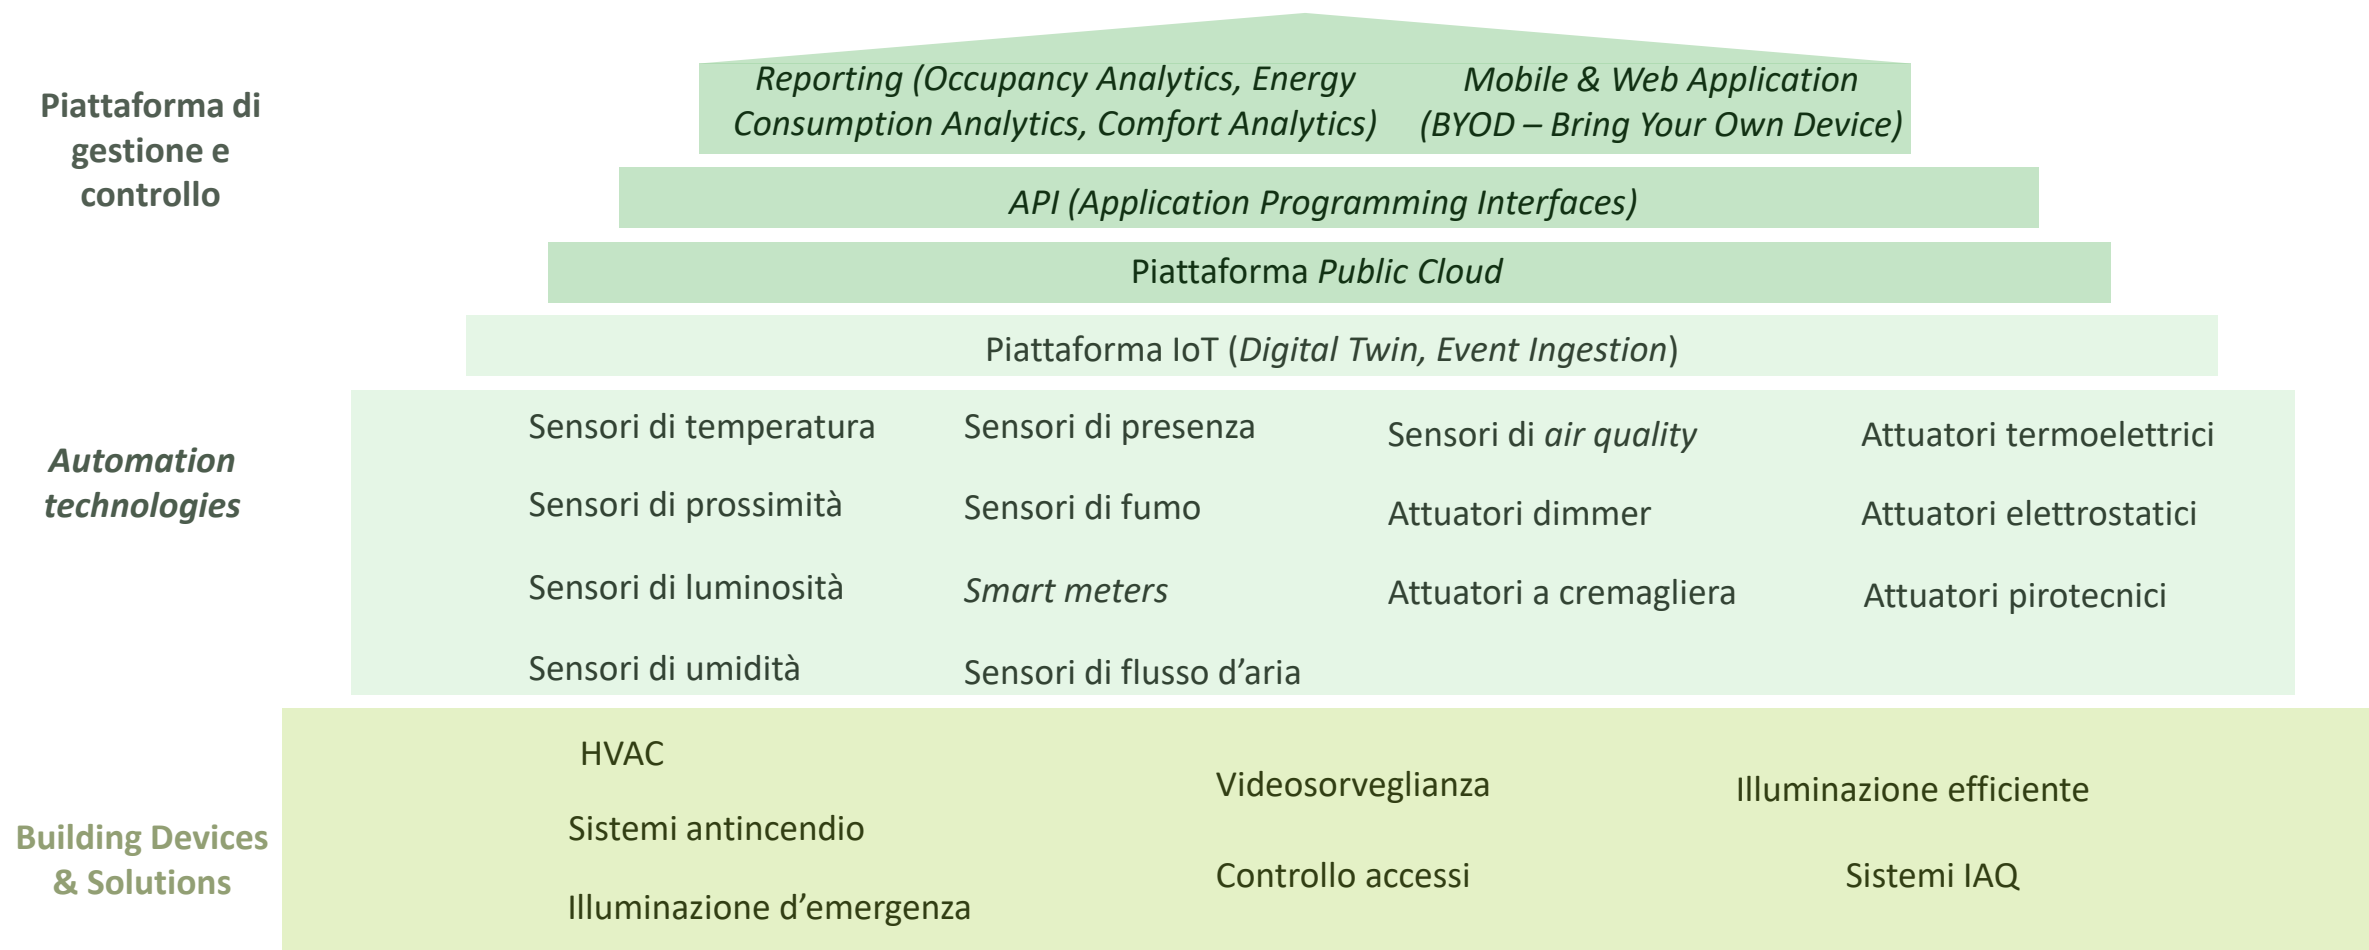 Piattaforma di
gestione e
controllo
Reporting (Occupancy Analytics, Energy
Consumption Analytics, Comfort Analytics)
Mobile & Web Application
(BYOD – Bring Your Own Device)
API (Application Programming Interfaces)
Piattaforma Public Cloud
Piattaforma IoT (Digital Twin, Event Ingestion)
Automation
technologies
Sensori di temperatura
Sensori di prossimità
Sensori di luminosità
Sensori di umidità
Sensori di presenza
Sensori di fumo
Smart meters
Sensori di flusso d’aria
Sensori di air quality
Attuatori dimmer
Attuatori a cremagliera
Attuatori termoelettrici
Attuatori elettrostatici
Attuatori pirotecnici
Building Devices
& Solutions
HVAC
Sistemi antincendio
Illuminazione d’emergenza
Videosorveglianza
Controllo accessi
Illuminazione efficiente
Sistemi IAQ